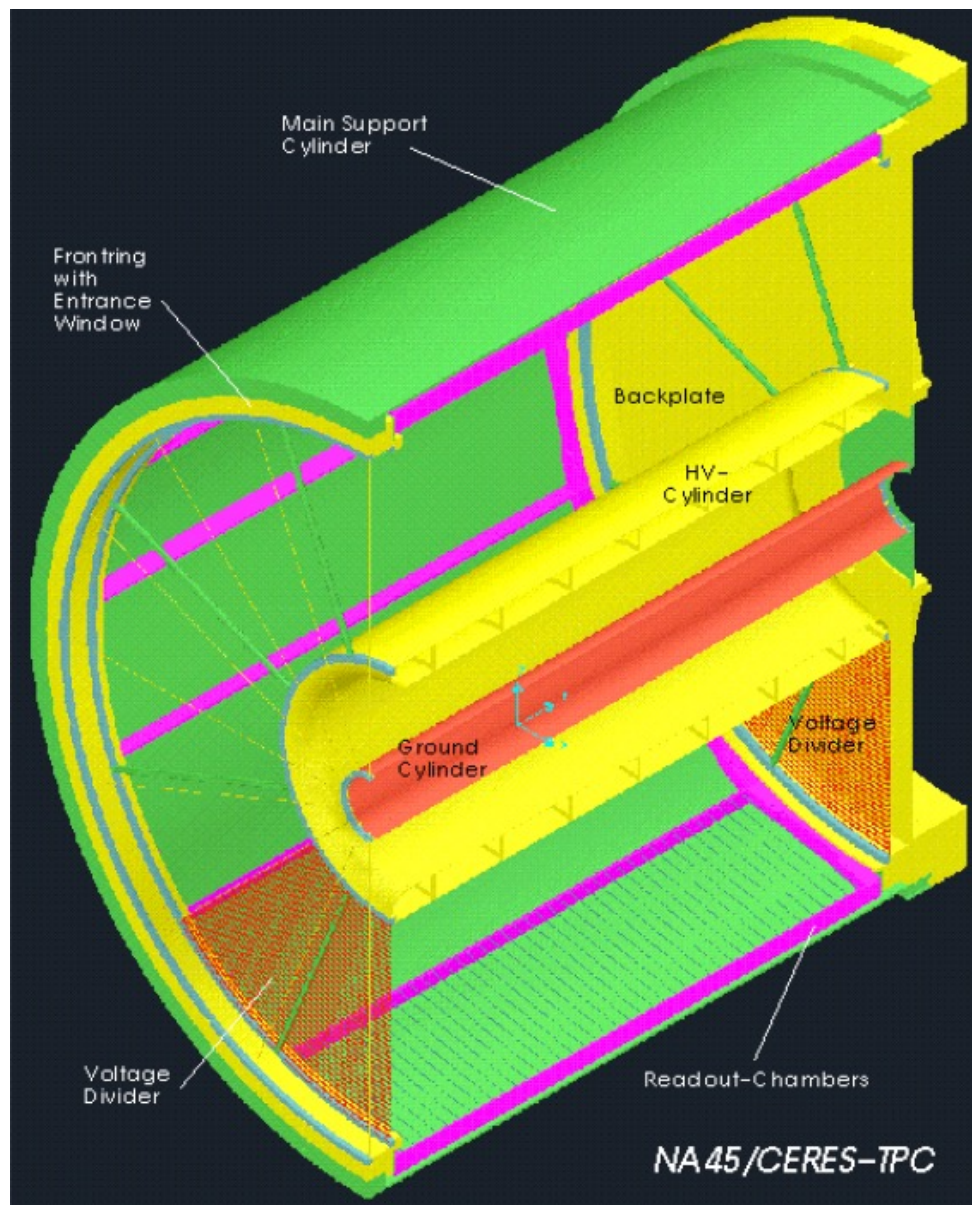 Main Support
Cylinder
Frontring
with
Entrance
Window
Backplate
HV-
Cylinder
Ground
Cylinder
Voltage
Divider
Voltage
Divider
Readout-Chambers
NA45/CERES-TPC